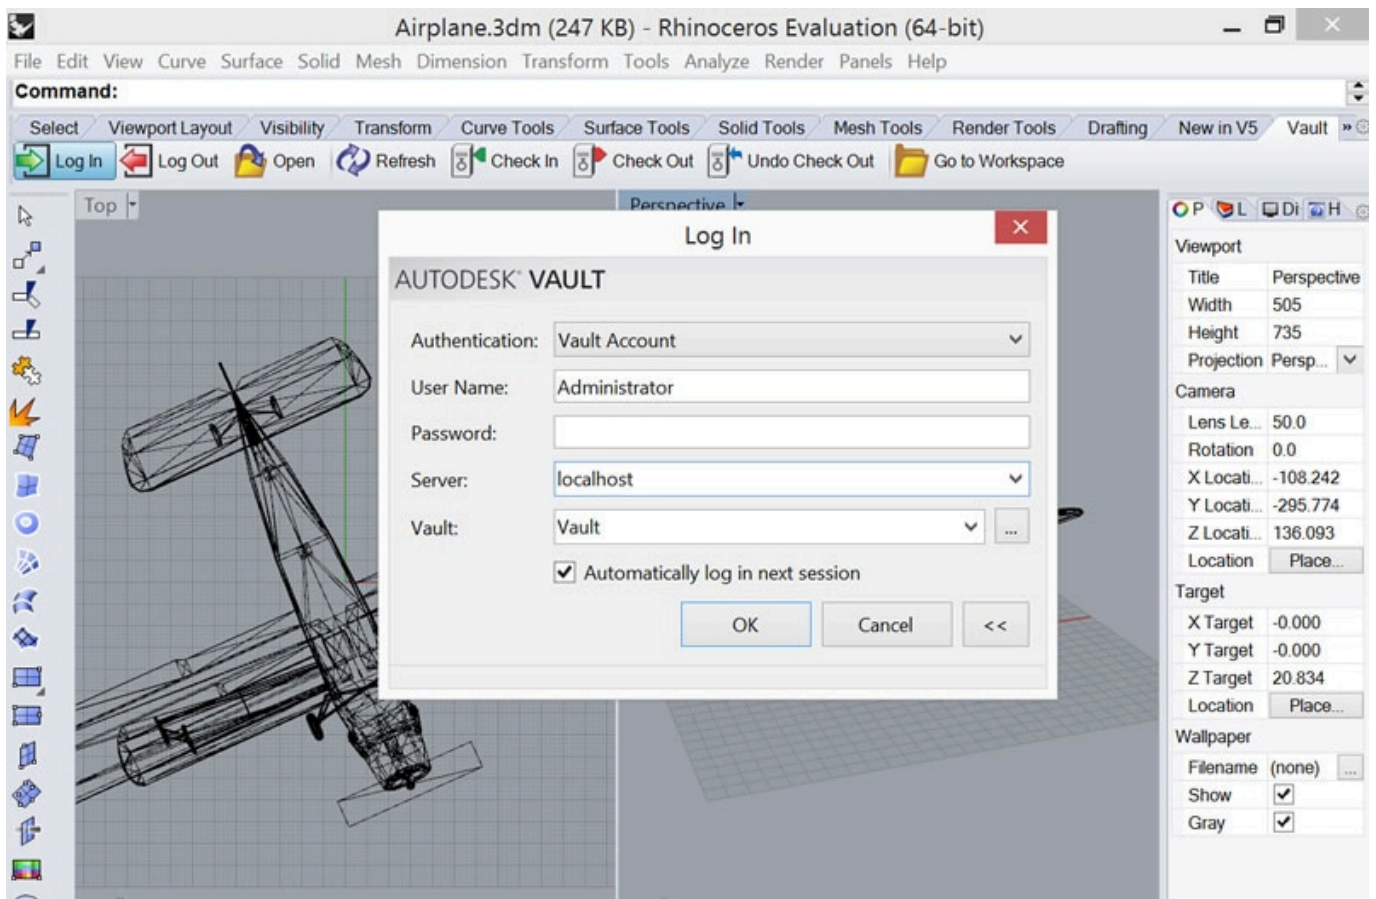 Airplane.3dm (247 KB) - Rhinoceros Evaluation (64-bit)
File Edit View Curve Surface Solid Mesh Dimension Transform Tools Analyze Render Panels Help
Command:
Select Viewport Layout Visibility Transform Curve Tools Surface Tools Solid Tools Mesh Tools Render Tools Drafting New in V5 Vault »
Log In Log Out Open Refresh Check In Check Out Undo Check Out Go to Workspace
Top
Perspective
Log In
AUTODESK® VAULT
Authentication: Vault Account
User Name: Administrator
Password:
Server: localhost
Vault: Vault ...
Automatically log in next session
OK Cancel <<
P L Di H
Viewport
Title Perspective
Width 505
Height 735
Projection Persp...
Camera
Lens Le... 50.0
Rotation 0.0
X Locati... -108.242
Y Locati... -295.774
Z Locati... 136.093
Location Place...
Target
X Target -0.000
Y Target -0.000
Z Target 20.834
Location Place...
Wallpaper
Filename (none) ...
Show
Gray